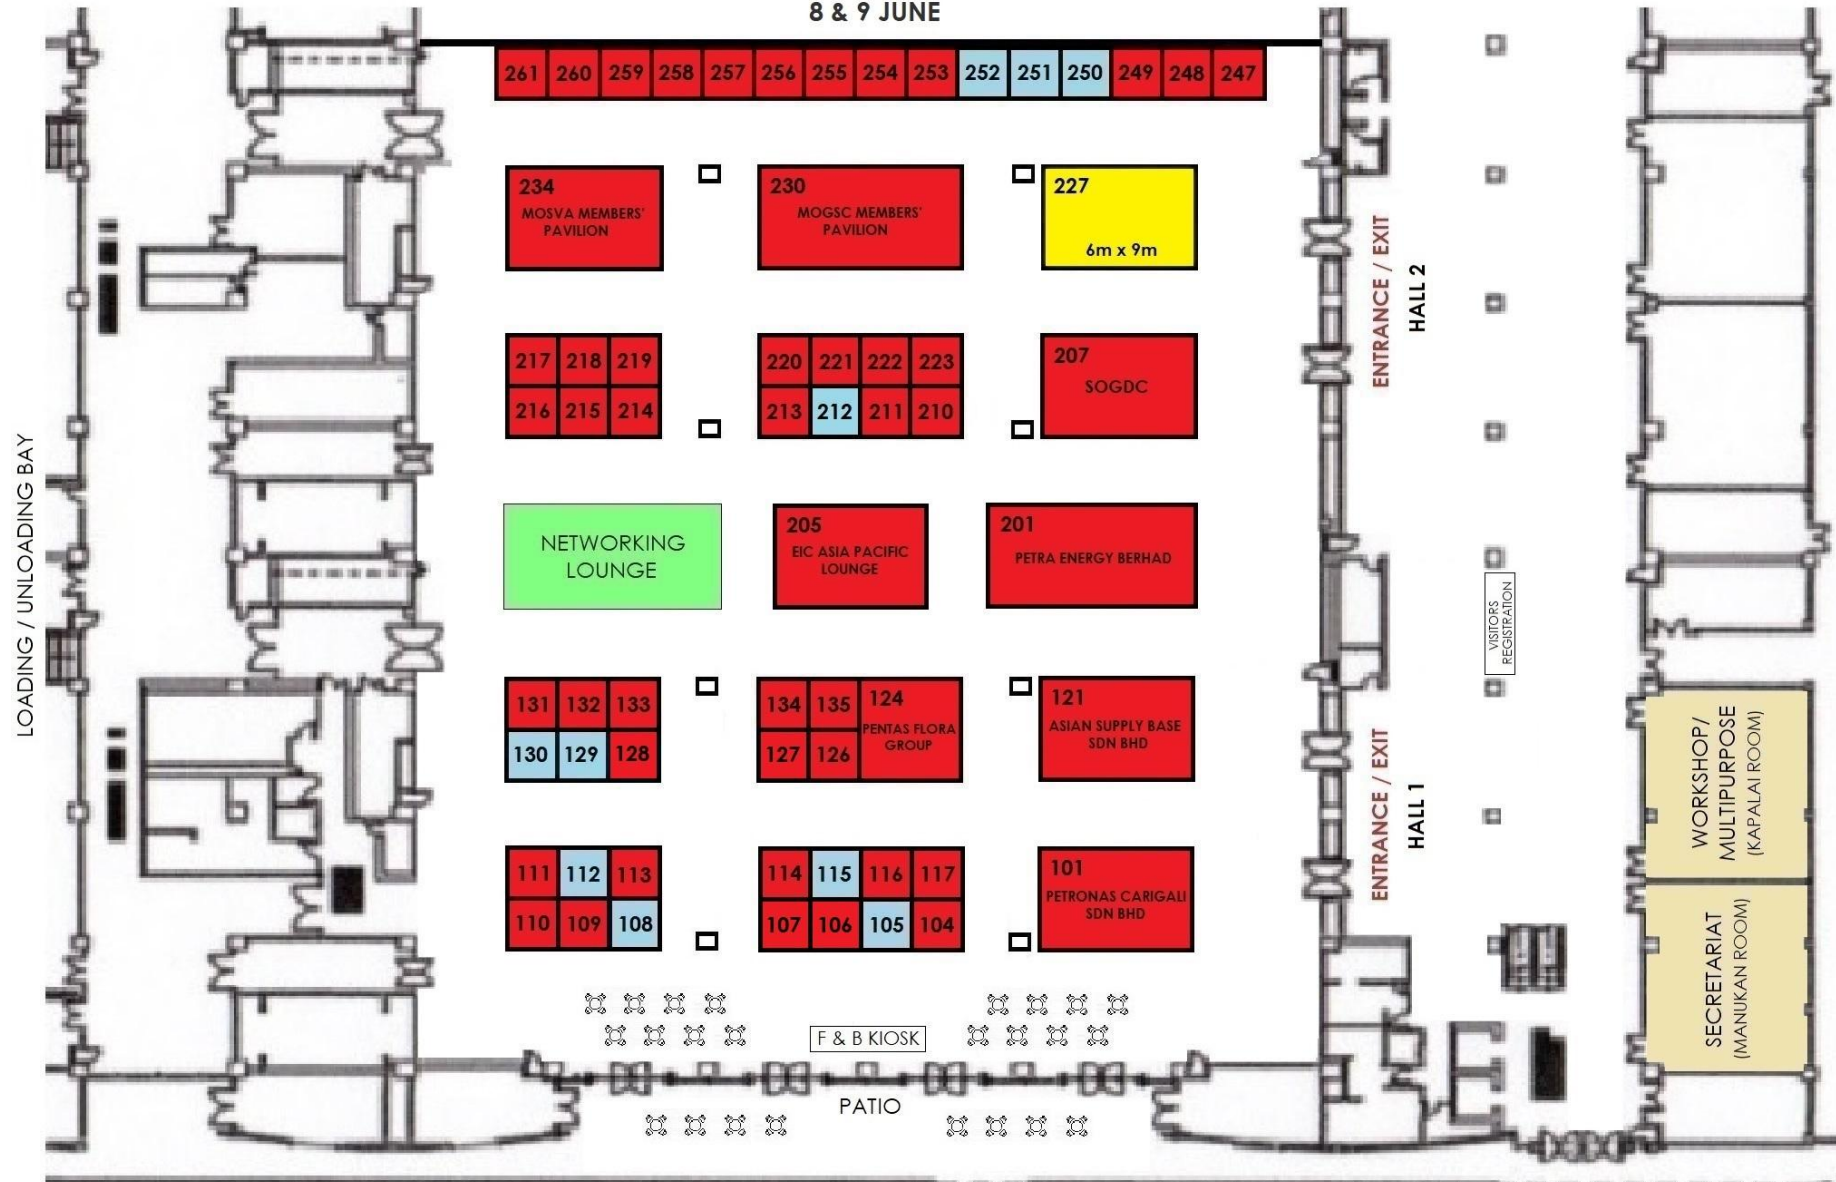 8 & 9 JUNE
261 260 259 258 257 256 255 254 253 252 251 250 249 248 247
234
MOSVA MEMBERS'
PAVILION
230
MOGSC MEMBERS'
PAVILION
227
6m x 9m
217 218 219
216 215 214
220 221 222 223
213 212 211 210
207
SOGDC
ENTRANCE / EXIT
HALL 2
LOADING / UNLOADING BAY
NETWORKING
LOUNGE
205
EIC ASIA PACIFIC
LOUNGE
201
PETRA ENERGY BERHAD
VISITORS
REGISTRATION
131 132 133
130 129 128
134 135
127 126
124
PENTAS FLORA
GROUP
121
ASIAN SUPPLY BASE
SDN BHD
ENTRANCE / EXIT
HALL 1
WORKSHOP/
MULTIPURPOSE
(KAPALAI ROOM)
111 112 113
110 109 108
114 115 116 117
107 106 105 104
101
PETRONAS CARIGALI
SDN BHD
SECRETARIAT
(MANUKAN ROOM)
F & B KIOSK
PATIO